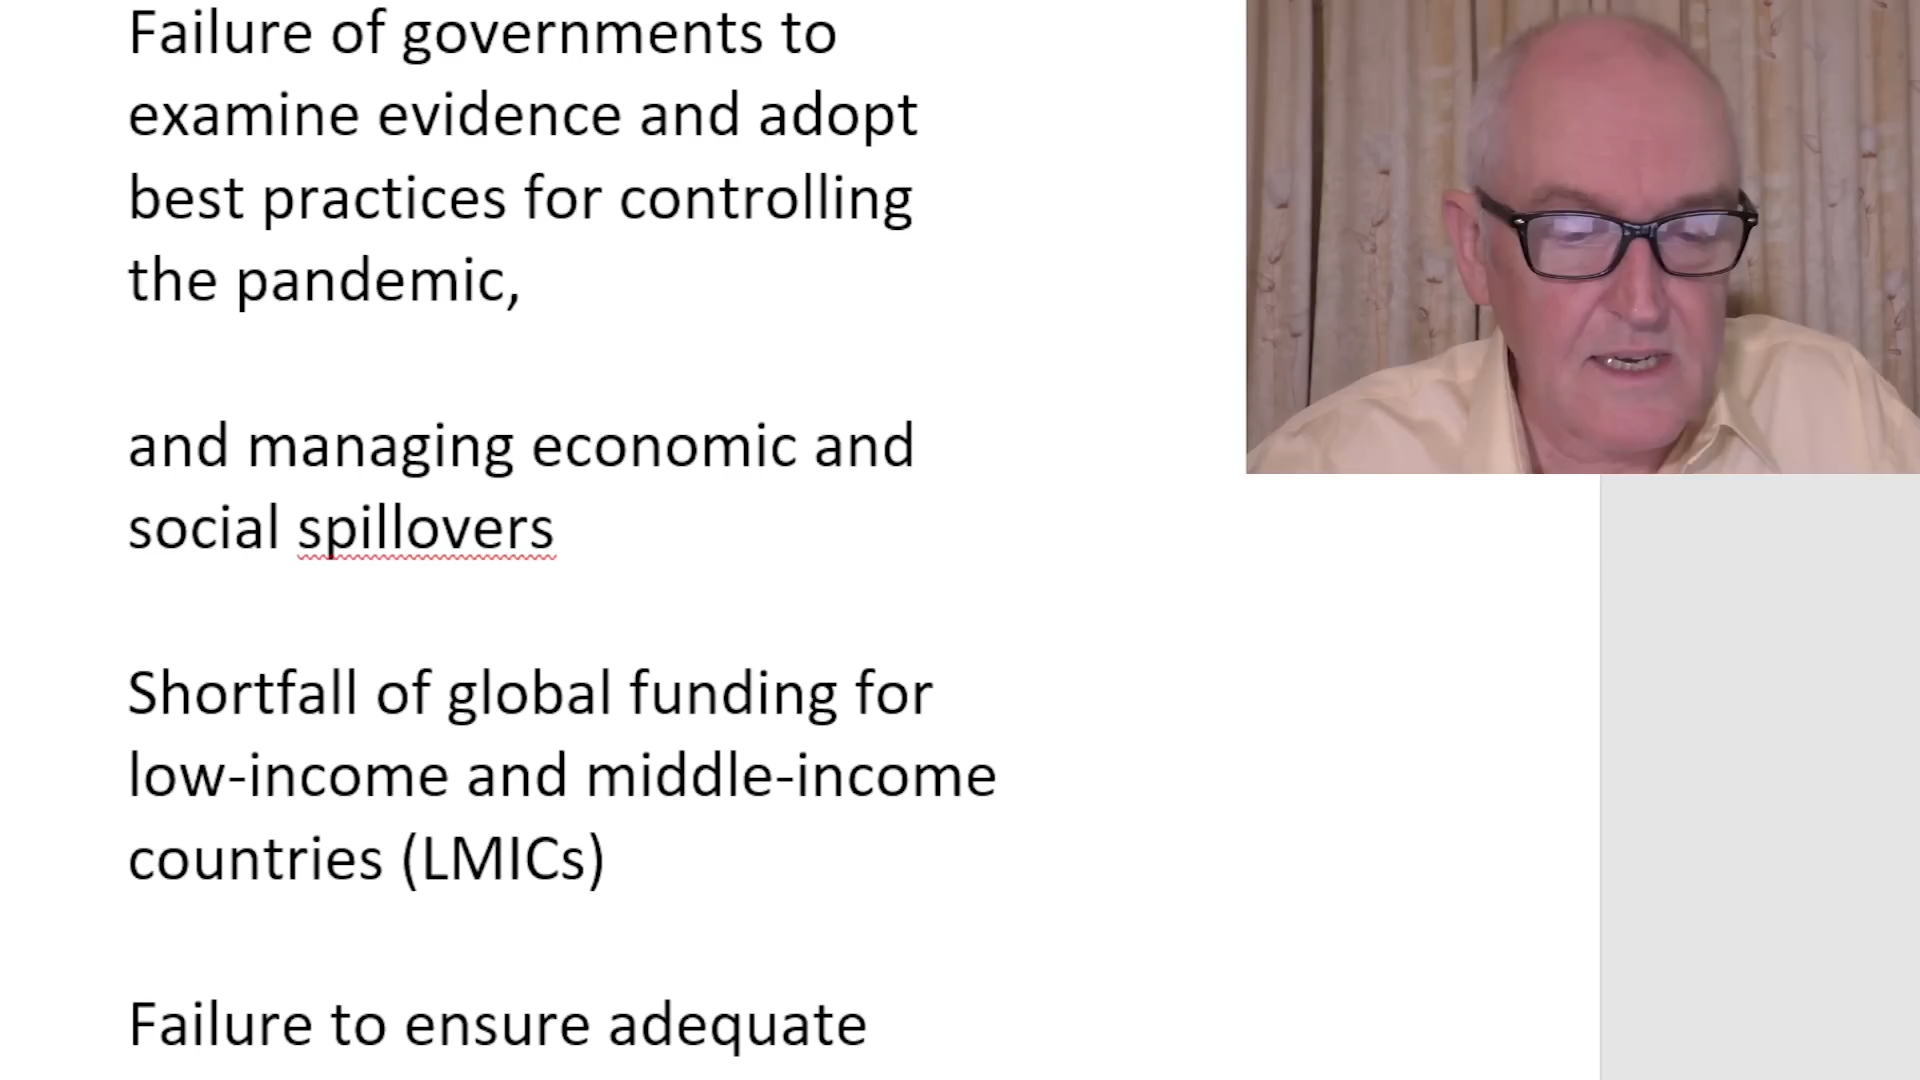 Failure of governments to
examine evidence and adopt
best practices for controlling
the pandemic,
and managing economic and
social spillovers
Shortfall of global funding for
low-income and middle-income
countries (LMICs)
Failure to ensure adequate